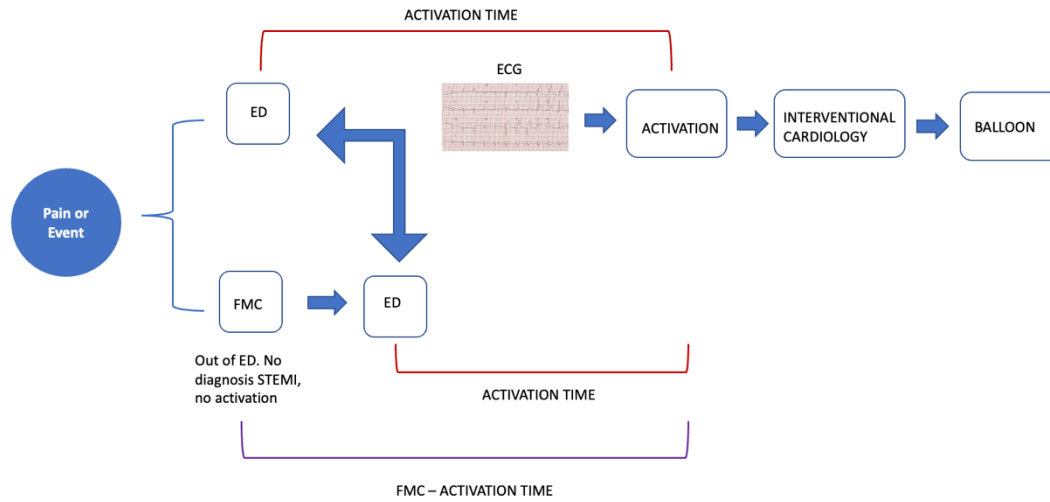 ACTIVATION TIME
ECG
ED
ACTIVATION
INTERVENTIONAL
CARDIOLOGY
BALLOON
Pain or
Event
FMC
ED
Out of ED. No
diagnosis STEMI,
no activation
ACTIVATION TIME
FMC – ACTIVATION TIME